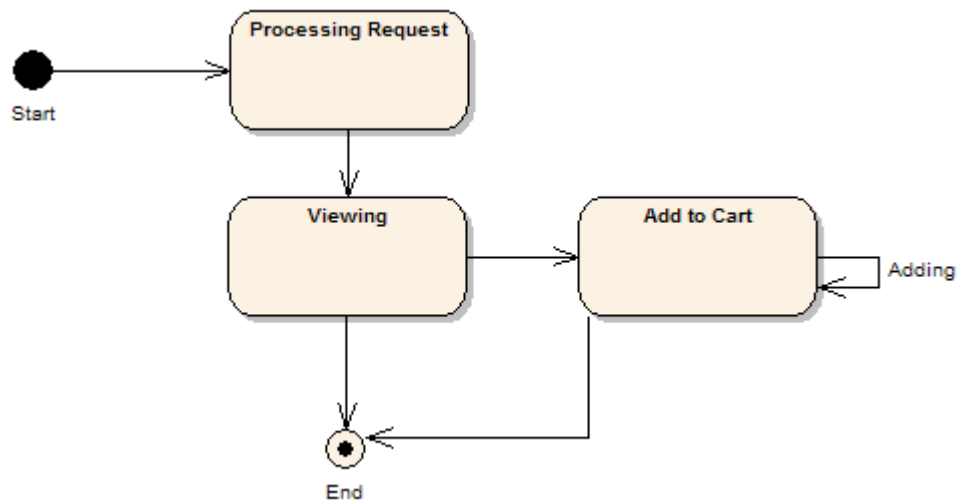 Processing Request
Start
Viewing
Add to Cart
Adding
End